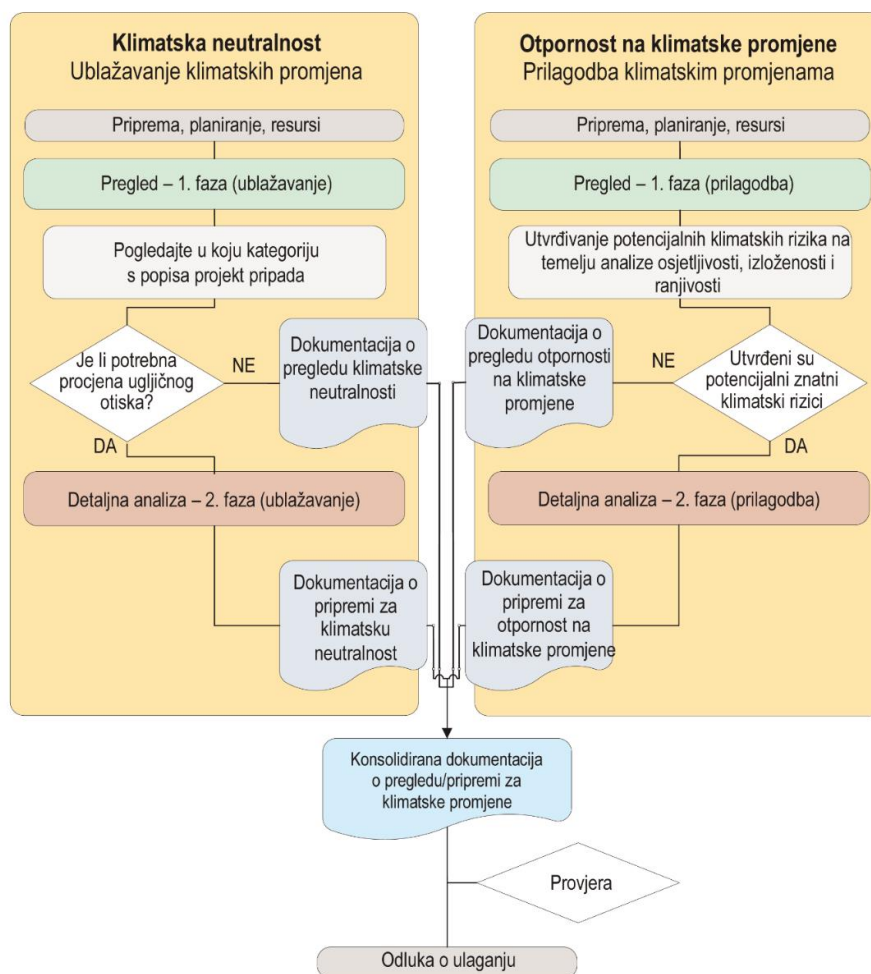 Klimatska neutralnost
Ublažavanje klimatskih promjena
Priprema, planiranje, resursi
Pregled – 1. faza (ublažavanje)
Pogledajte u koju kategoriju
s popisa projekt pripada
Je li potrebna
procjena ugljičnog
otiska?
NE
Dokumentacija o
pregledu klimatske
neutralnosti
DA
Detaljna analiza – 2. faza (ublažavanje)
Dokumentacija o
pripremi za
klimatsku
neutralnost
Otpornost na klimatske promjene
Prilagodba klimatskim promjenama
Priprema, planiranje, resursi
Pregled – 1. faza (prilagodba)
Utvrđivanje potencijalnih klimatskih rizika na
temelju analize osjetljivosti, izloženosti i
ranjivosti
Dokumentacija o
pregledu otpornosti
na klimatske
promjene
NE
Utvrđeni su
potencijalni znatni
klimatski rizici
DA
Detaljna analiza – 2. faza (prilagodba)
Dokumentacija o
pripremi za
otpornost na
klimatske promjene
Konsolidirana dokumentacija
o pregledu/pripremi za
klimatske promjene
Provjera
Odluka o ulaganju